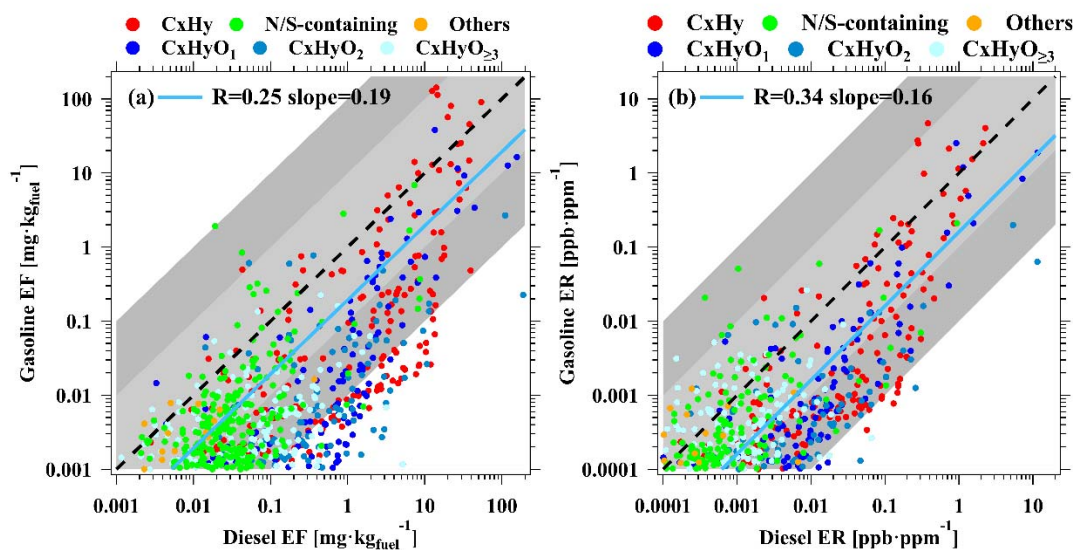 CxHy N/S-containing Others
CxHyO₁ CxHyO₂ CxHyO≥3
(a) R=0.25 slope=0.19
100
10
1
0.1
0.01
0.001
Gasoline EF [mg·kgfuel⁻¹]
0.001 0.01 0.1 1 10 100
Diesel EF [mg·kgfuel⁻¹]
CxHy N/S-containing Others
CxHyO₁ CxHyO₂ CxHyO≥3
(b) R=0.34 slope=0.16
10
1
0.1
0.01
0.001
0.0001
Gasoline ER [ppb·ppm⁻¹]
0.0001 0.001 0.01 0.1 1 10
Diesel ER [ppb·ppm⁻¹]